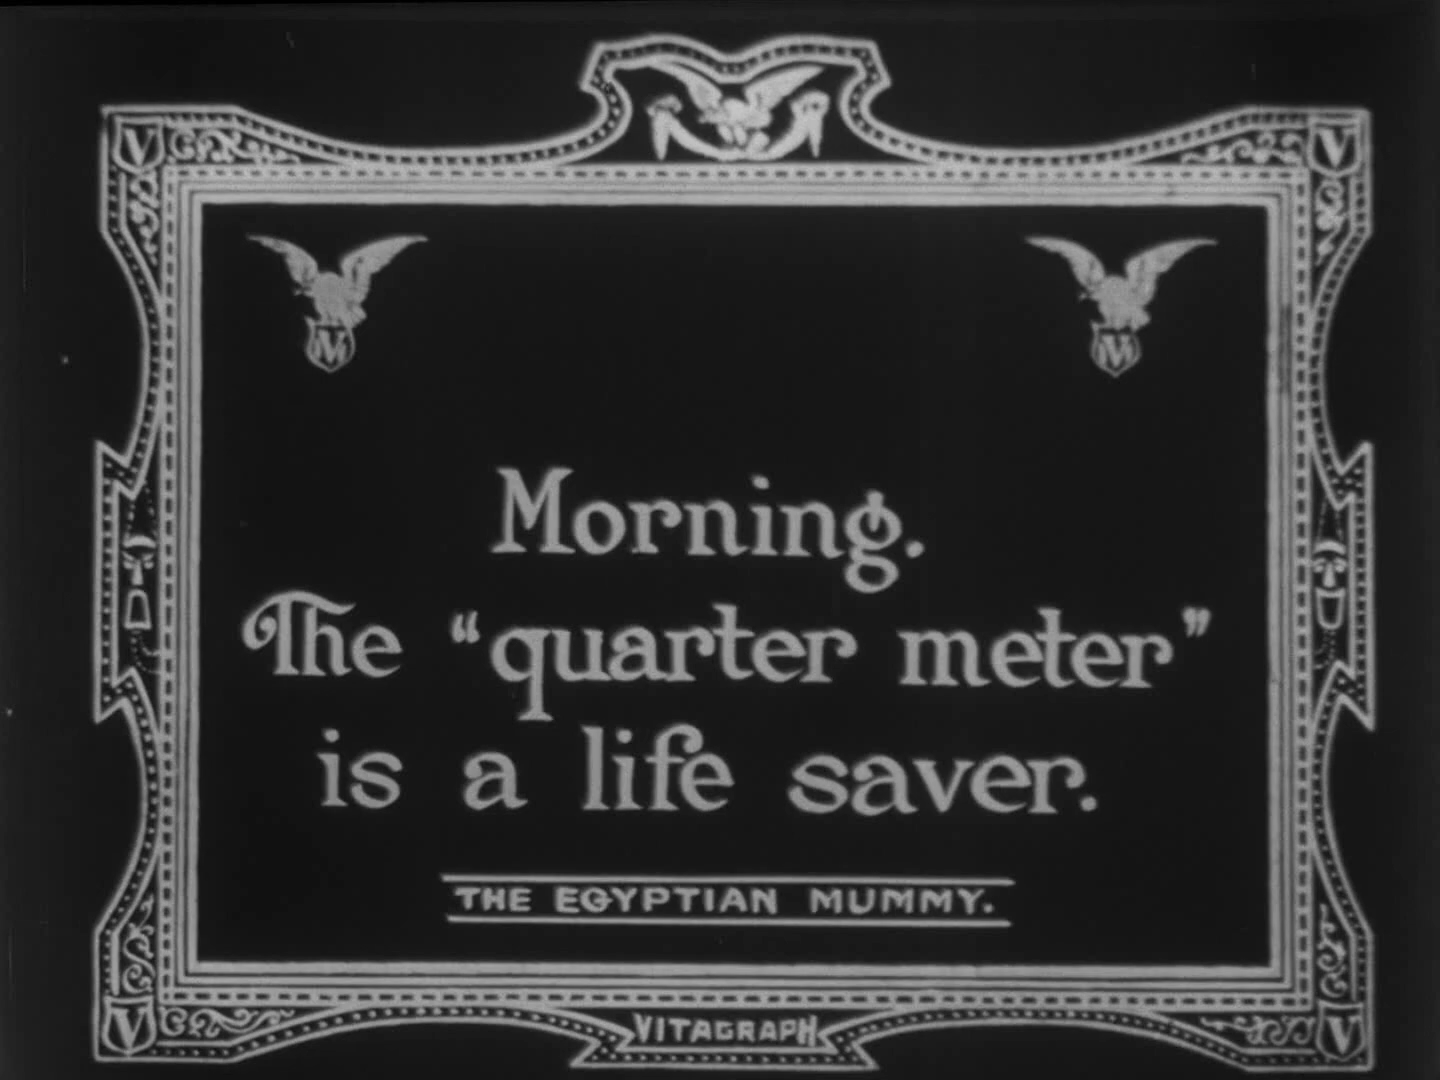 V V
V V
Morning.
The “quarter meter”
is a life saver.
THE EGYPTIAN MUMMY.
V V
VITAGRAPH